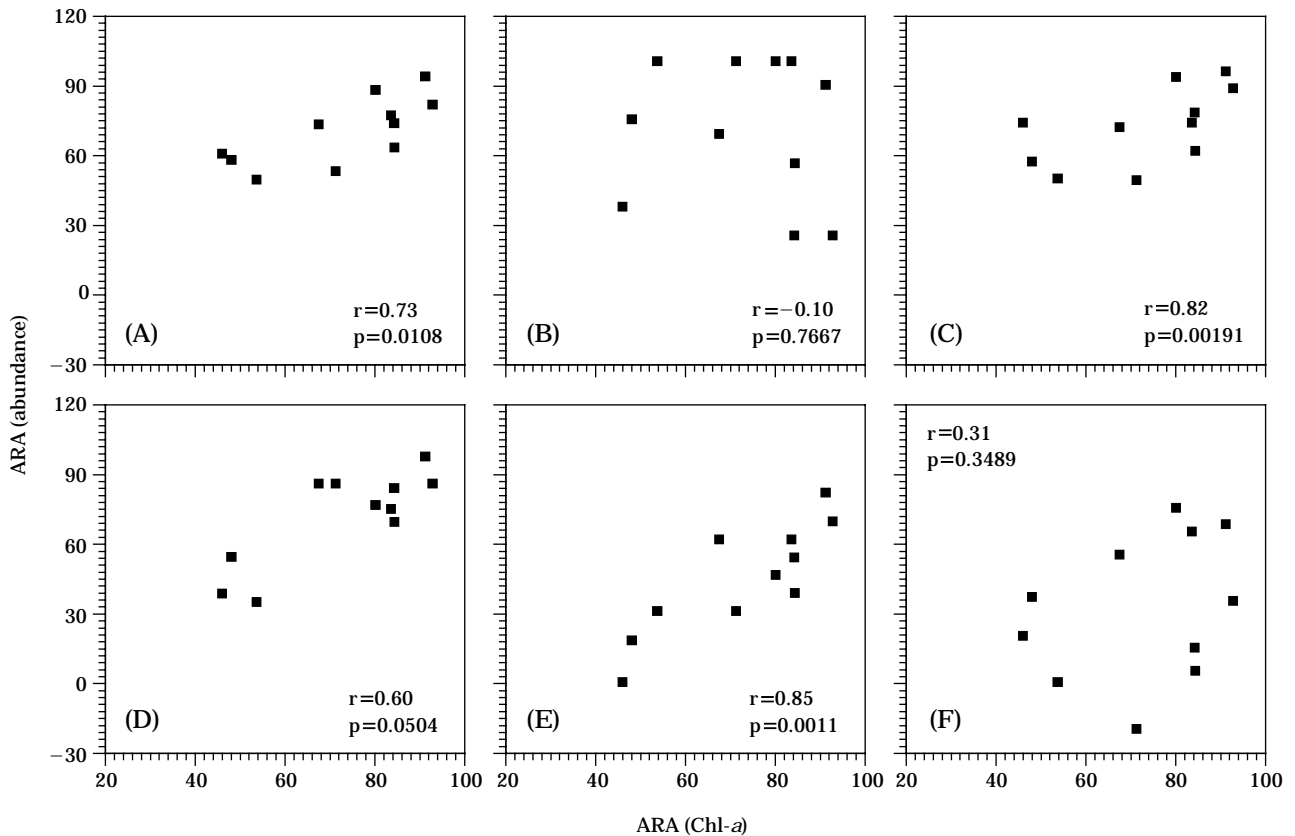 120
90
60
30
0
−30
(A)
r=0.73
p=0.0108
(B)
r=−0.10
p=0.7667
(C)
r=0.82
p=0.00191
ARA (abundance)
120
90
60
30
0
−30
(D)
r=0.60
p=0.0504
(E)
r=0.85
p=0.0011
r=0.31
p=0.3489
(F)
20 40 60 80 100
20 40 60 80 100
20 40 60 80 100
ARA (Chl-a)